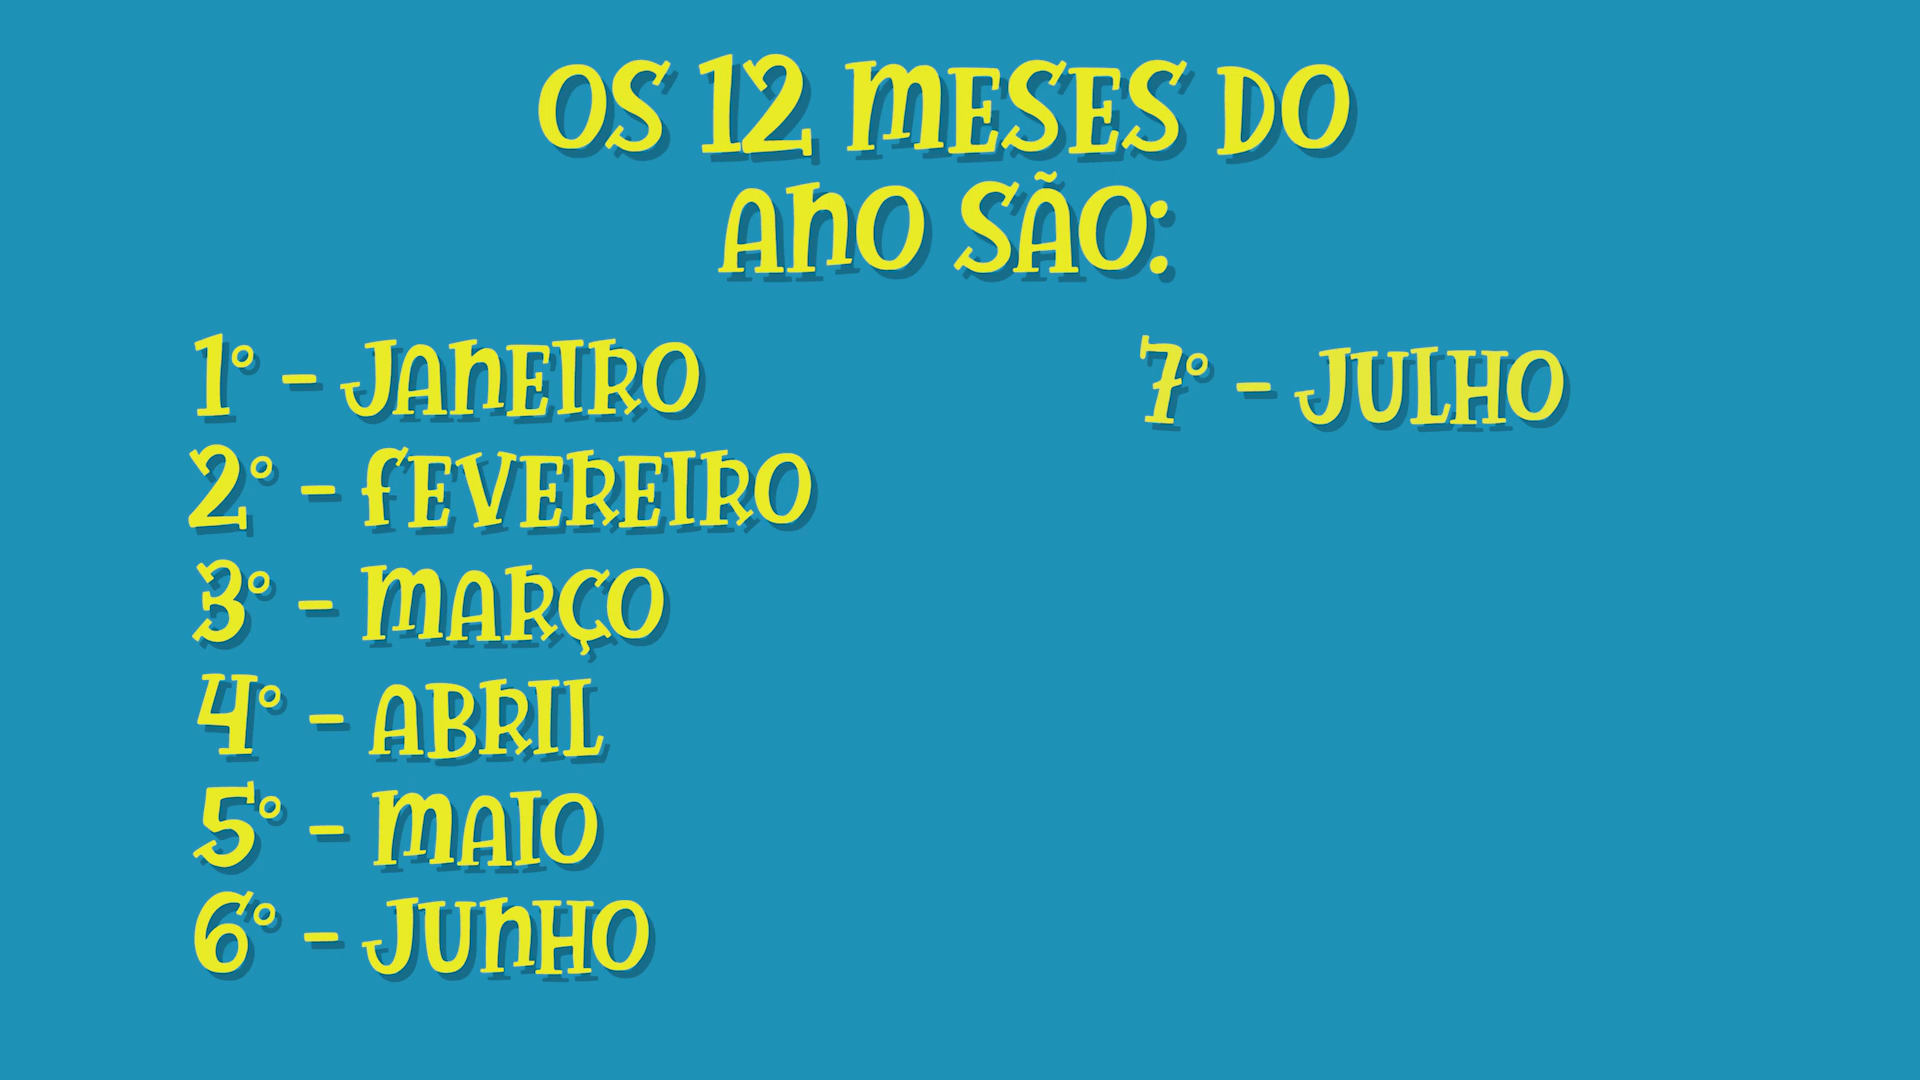 OS 12 MESES DO
ANO SÃO:
1° - JANEIRO
2° - FEVEREIRO
3° - MARÇO
4° - ABRIL
5° - MAIO
6° - JUNHO
7° - JULHO